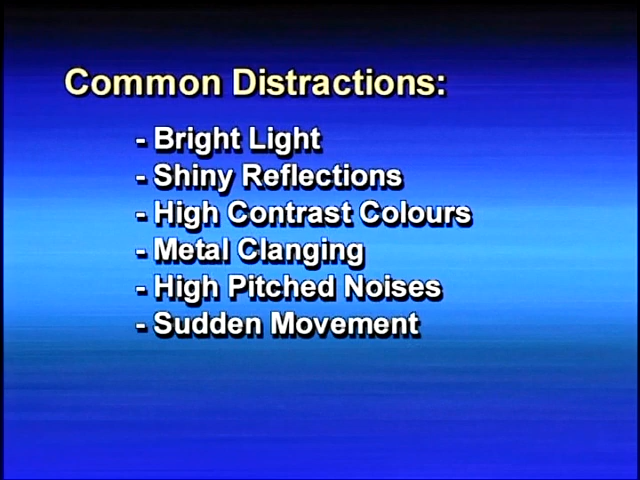 Common Distractions:
- Bright Light
- Shiny Reflections
- High Contrast Colours
- Metal Clanging
- High Pitched Noises
- Sudden Movement